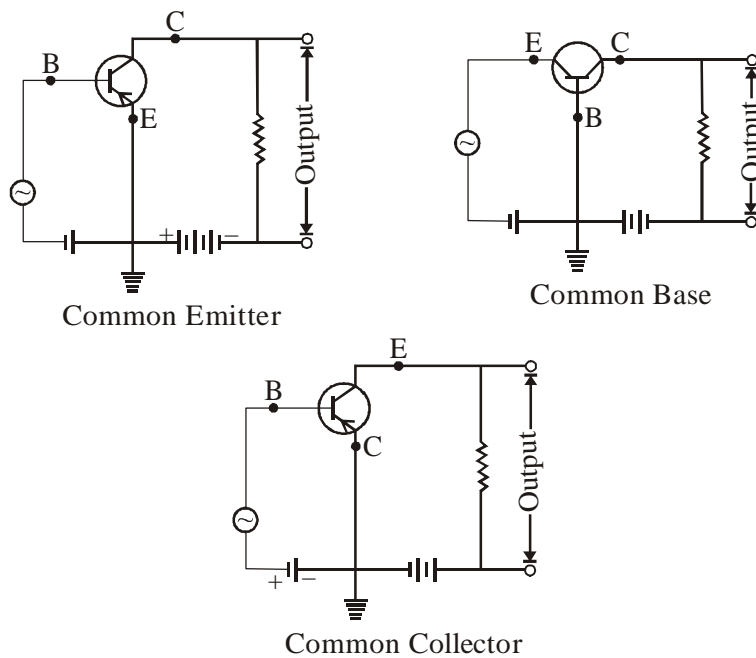 C
B
E
~
Output
+ −
Common Emitter
E C
B
~
Output
Common Base
E
B
C
~
Output
+ −
Common Collector